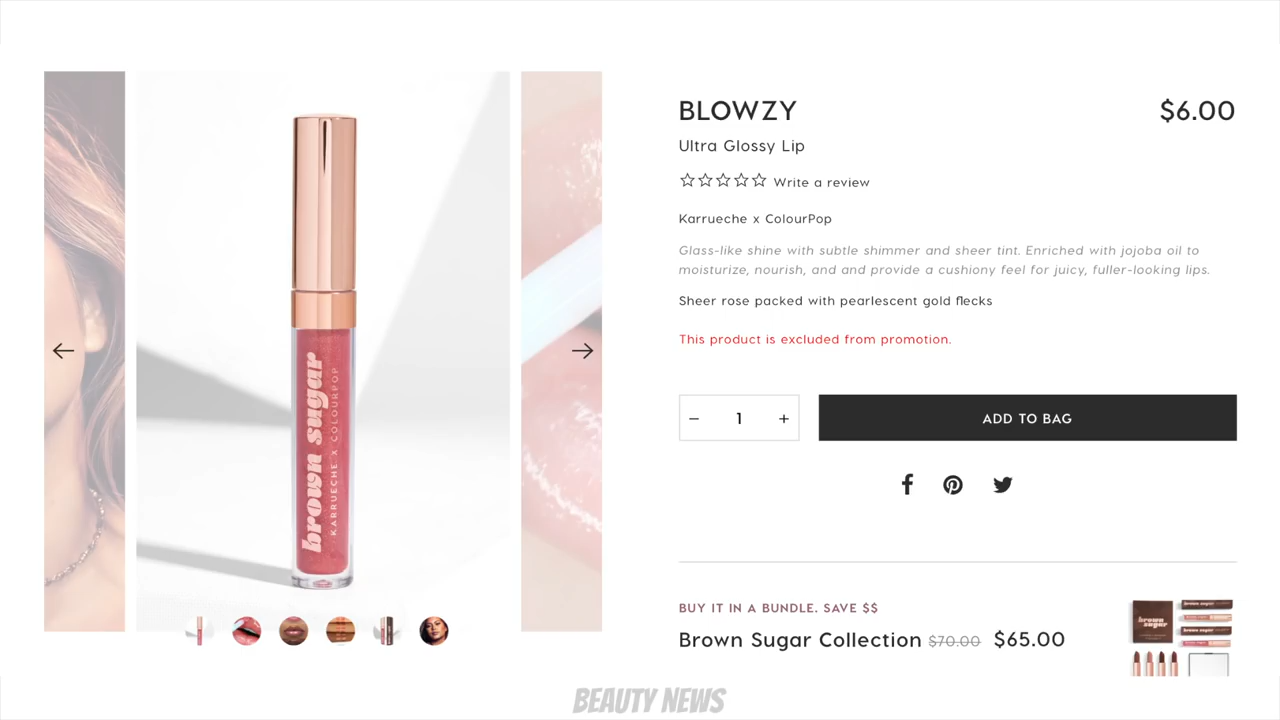 BLOWZY
$6.00
Ultra Glossy Lip
Write a review
Karrueche x ColourPop
Glass-like shine with subtle shimmer and sheer tint. Enriched with jojoba oil to
moisturize, nourish, and and provide a cushiony feel for juicy, fuller-looking lips.
Sheer rose packed with pearlescent gold flecks
This product is excluded from promotion.
− 1 +
ADD TO BAG
brown sugar
KARRUECHE X COLOURPOP
BUY IT IN A BUNDLE. SAVE $$
Brown Sugar Collection $70.00 $65.00
brown
sugar
BEAUTY NEWS